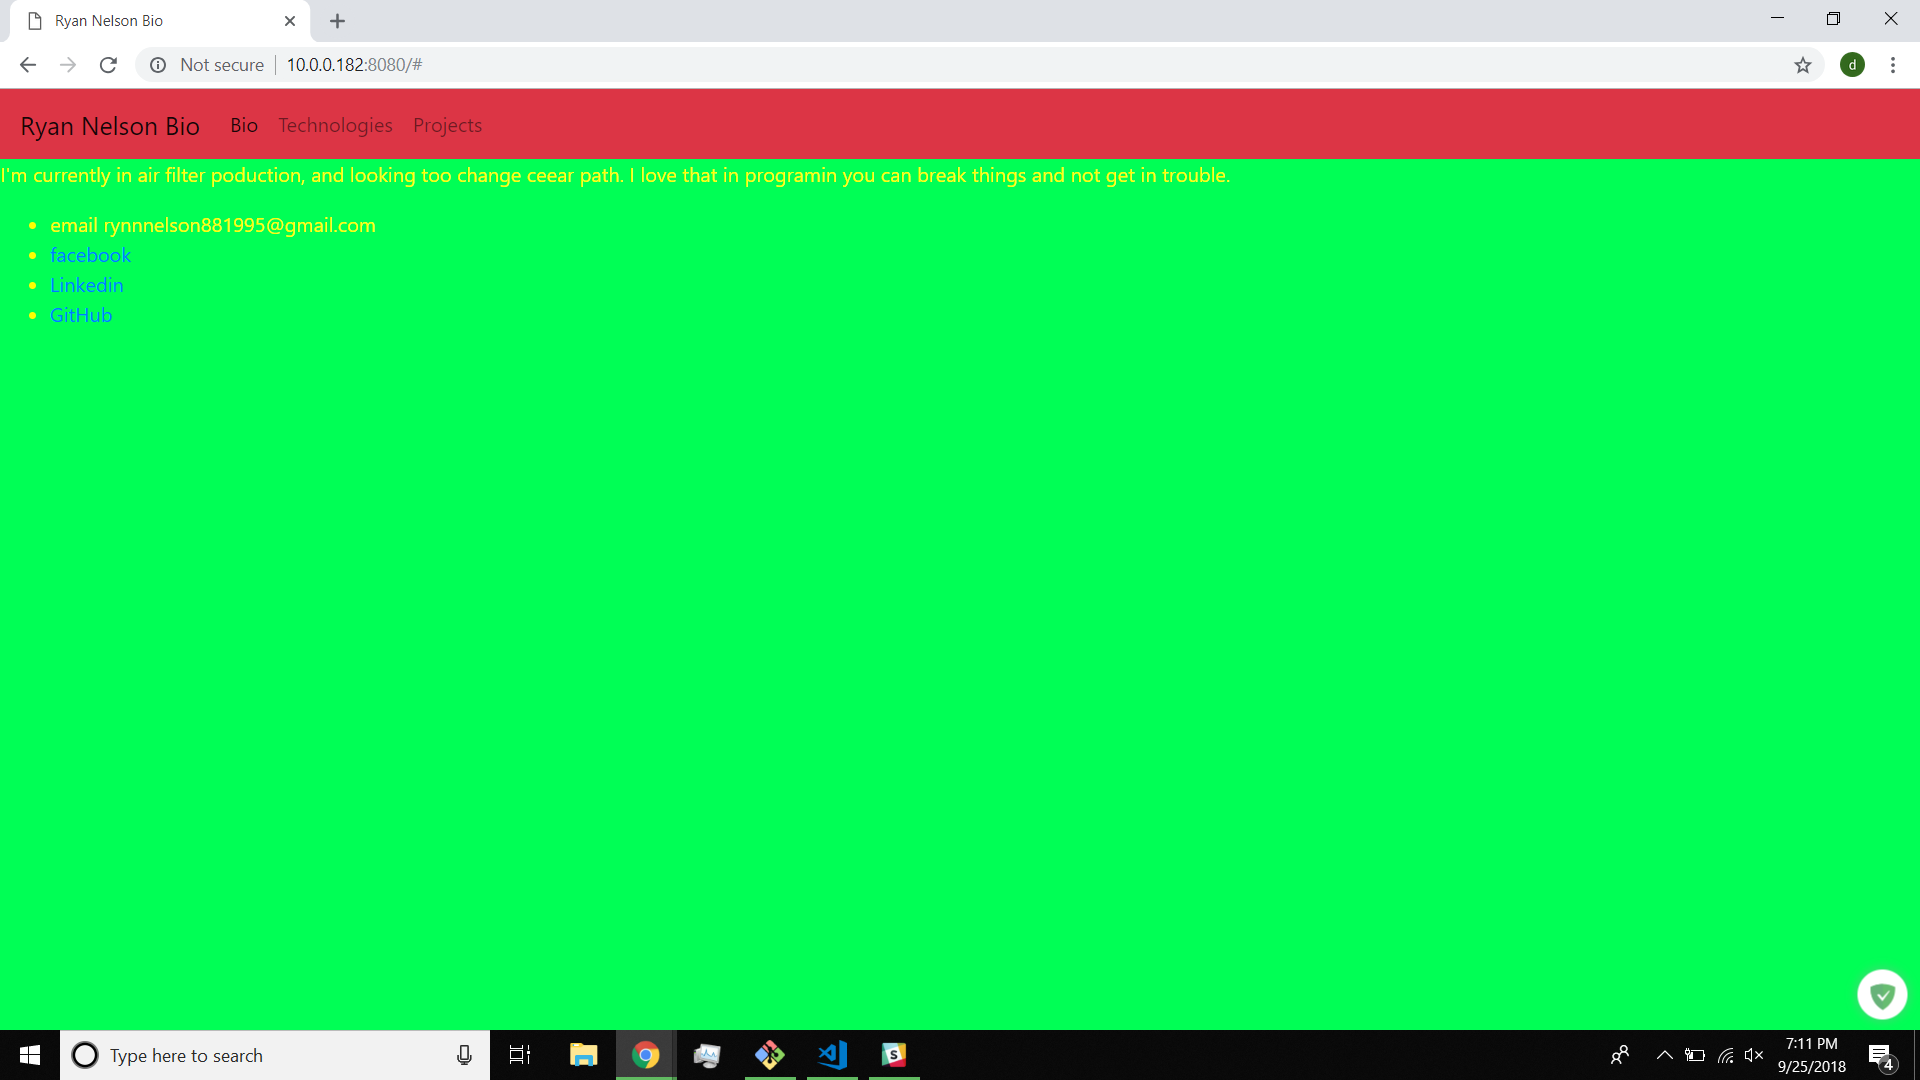 Ryan Nelson Bio
Not secure 10.0.0.182:8080/#
d
Ryan Nelson Bio Bio Technologies Projects
I'm currently in air filter poduction, and looking too change ceear path. I love that in programin you can break things and not get in trouble.
email rynnnelson881995@gmail.com
facebook
Linkedin
GitHub
Type here to search
S
7:11 PM
9/25/2018
4